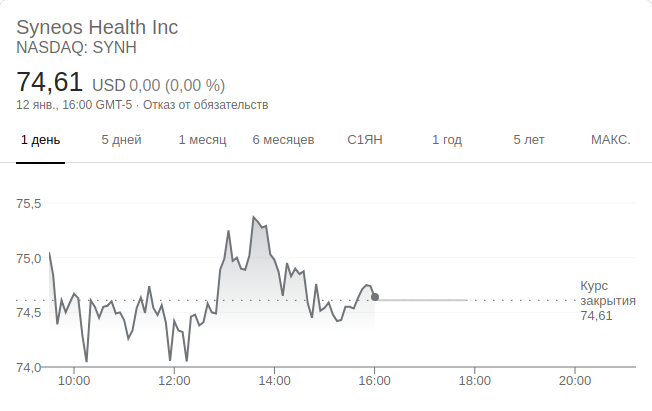 Syneos Health Inc
NASDAQ: SYNH
74,61 USD 0,00 (0,00 %)
12 янв., 16:00 GMT-5 · Отказ от обязательств
1 день 5 дней 1 месяц 6 месяцев С1ЯН 1 год 5 лет МАКС.
75,5
75,0
74,5
74,0
Курс
закрытия
74,61
10:00 12:00 14:00 16:00 18:00 20:00